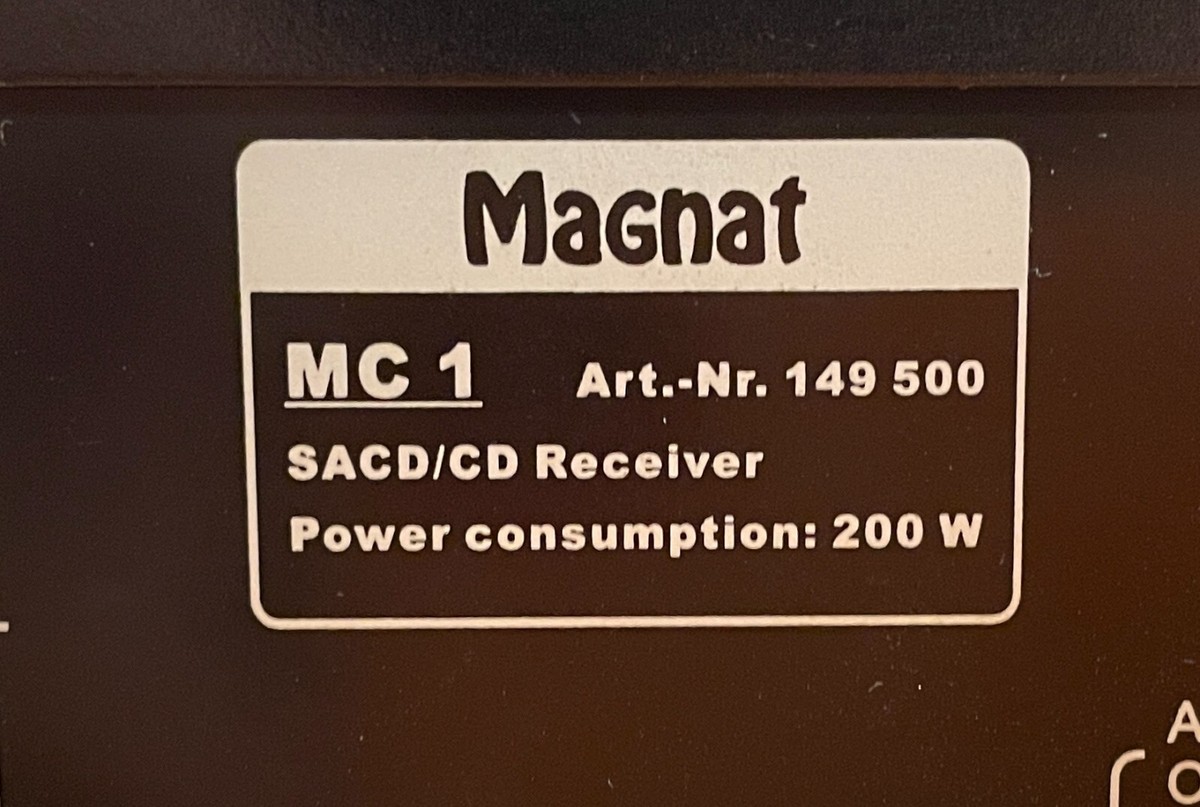 Magnat
MC 1 Art.-Nr. 149 500
SACD/CD Receiver
Power consumption: 200 W
A